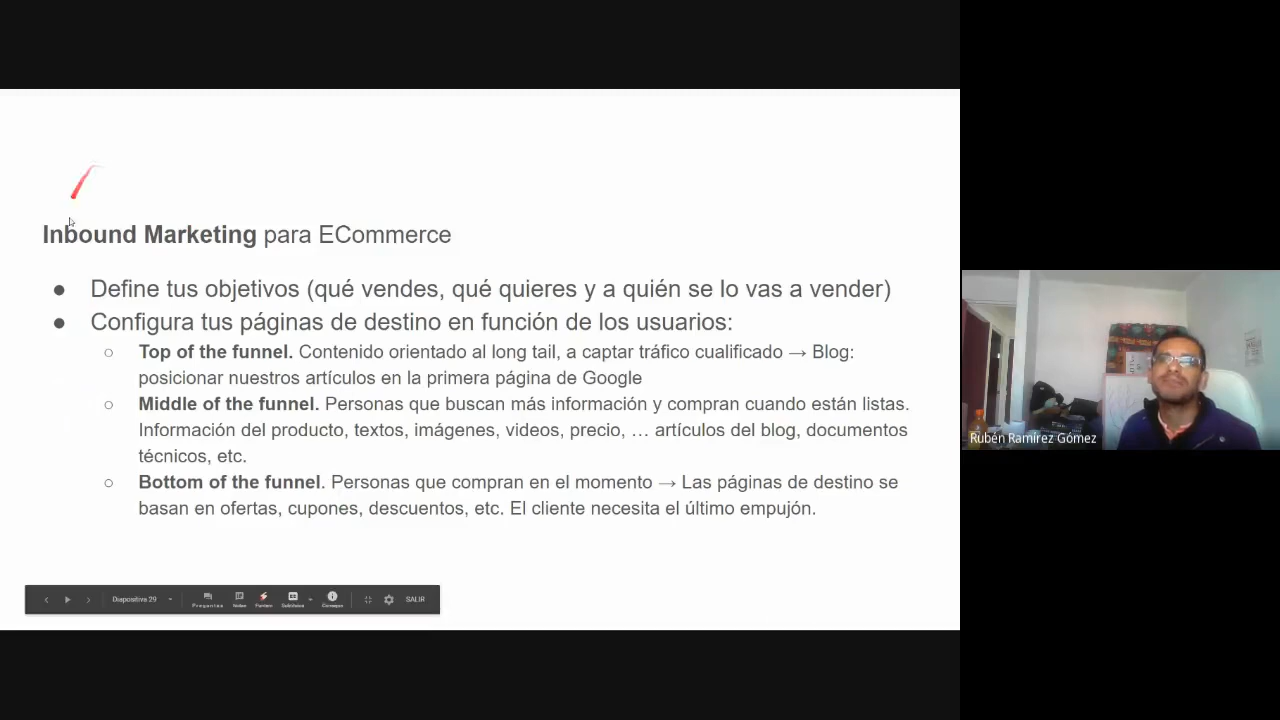 Inbound Marketing para ECommerce
● Define tus objetivos (qué vendes, qué quieres y a quién se lo vas a vender)
● Configura tus páginas de destino en función de los usuarios:
○ Top of the funnel. Contenido orientado al long tail, a captar tráfico cualificado → Blog:
posicionar nuestros artículos en la primera página de Google
○ Middle of the funnel. Personas que buscan más información y compran cuando están listas.
Información del producto, textos, imágenes, videos, precio, … artículos del blog, documentos
técnicos, etc.
○ Bottom of the funnel. Personas que compran en el momento → Las páginas de destino se
basan en ofertas, cupones, descuentos, etc. El cliente necesita el último empujón.
Diapositiva 29 Preguntas Notas Puntero Subtítulos Consejos SALIR
Rubén Ramírez Gómez